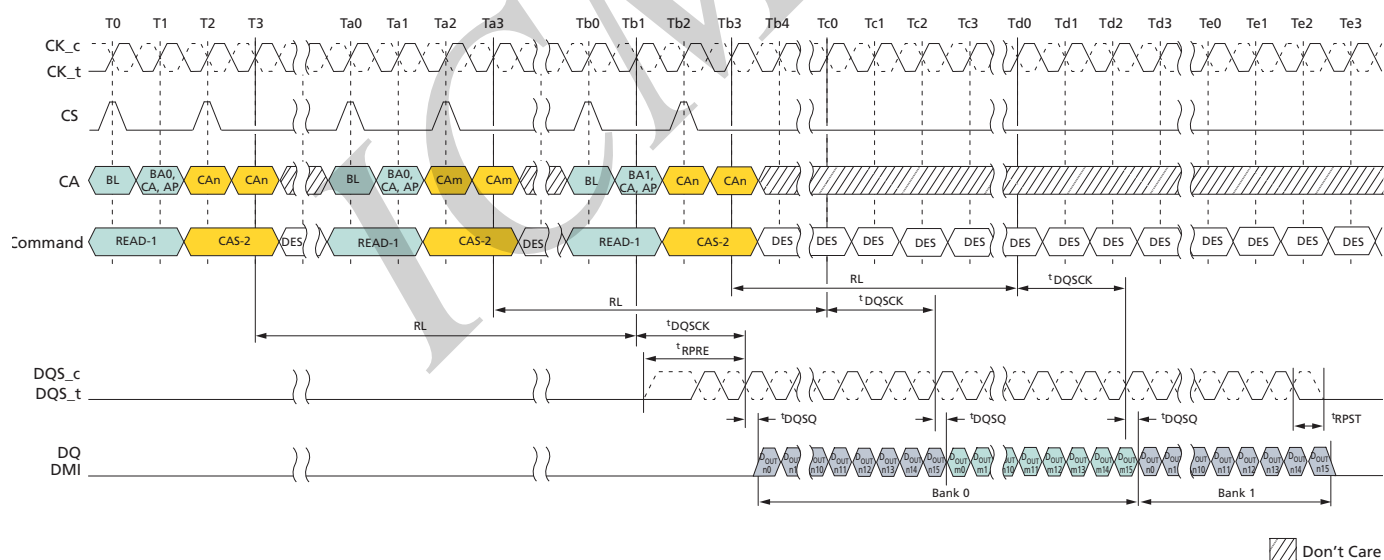 T0 T1 T2 T3 Ta0 Ta1 Ta2 Ta3 Tb0 Tb1 Tb2 Tb3 Tb4 Tc0 Tc1 Tc2 Tc3 Td0 Td1 Td2 Td3 Te0 Te1 Te2 Te3
CK_c
CK_t
CS
CA BL BA0, CA, AP CAn CAn BL BA0, CA, AP CAm CAm BL BA1, CA, AP CAn CAn
Command READ-1 CAS-2 DES READ-1 CAS-2 DES READ-1 CAS-2 DES DES DES DES DES DES DES DES DES DES DES DES DES
RL tDQSCK
RL tDQSCK
RL tDQSCK
tRPRE
DQS_c
DQS_t
tDQSQ tDQSQ tDQSQ tRPST
DQ
DMI
DOUT n0 DOUT n1 DOUT n10 DOUT n11 DOUT n12 DOUT n13 DOUT n14 DOUT n15 DOUT m0 DOUT m1 DOUT n10 DOUT m11 DOUT m12 DOUT m13 DOUT m14 DOUT m15 DOUT n0 DOUT n1 DOUT n10 DOUT n11 DOUT n12 DOUT n13 DOUT n14 DOUT n15
Bank 0 Bank 1
Don't Care